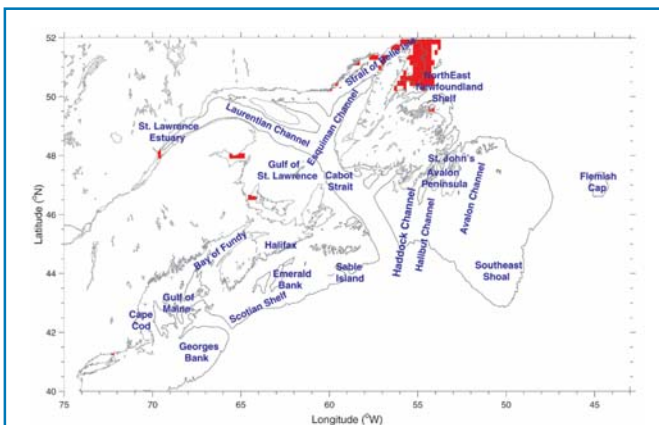 52
50
48
46
44
42
40
Latitude (°N)
75
70
65
60
55
50
45
Longitude (°W)
Strait of Belle Isle
NorthEast
Newfoundland
Shelf
Laurentian Channel
Esquiman Channel
St. Lawrence
Estuary
Gulf of
St. Lawrence
Cabot
Strait
St. John's
Avalon
Peninsula
Avalon Channel
Haddock Channel
Halibut Channel
Flemish
Cap
Bay of Fundy
Halifax
Emerald
Bank
Sable
Island
Southeast
Shoal
Gulf of
Maine
Scotian Shelf
Cape
Cod
Georges
Bank